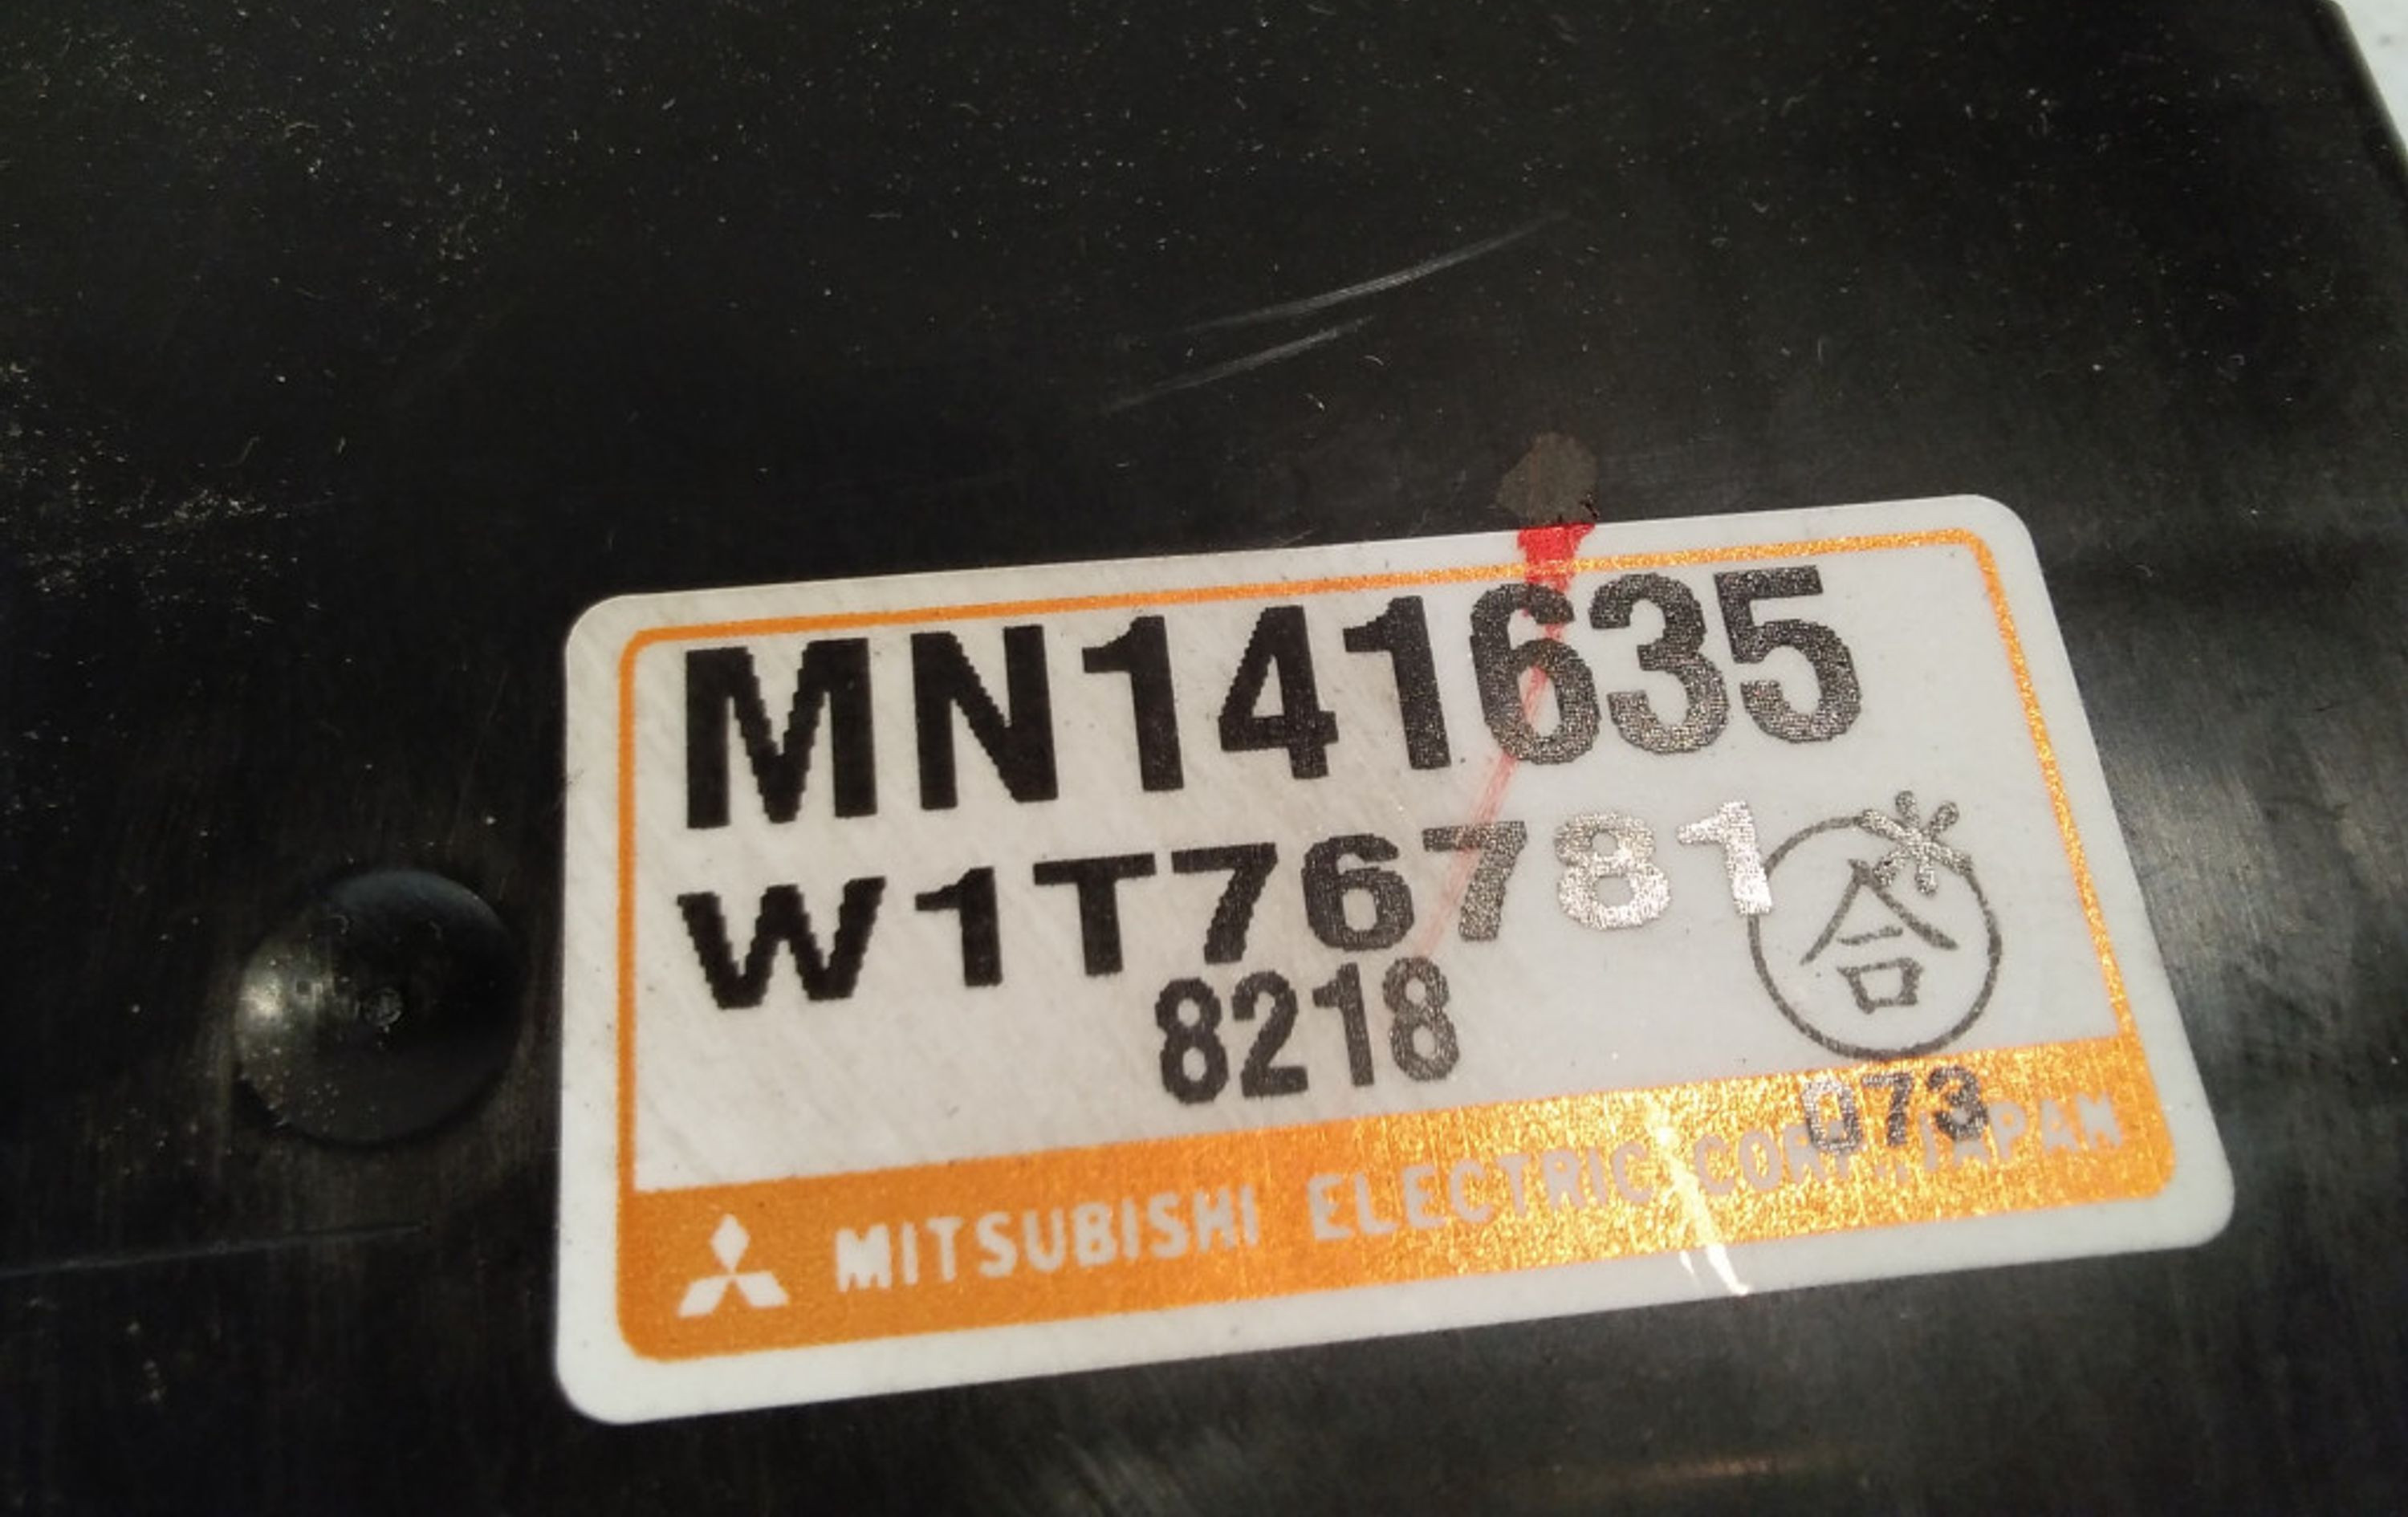 MN141635
W1T76781
合
8218
073
MITSUBISHI ELECTRIC CORP. JAPAN